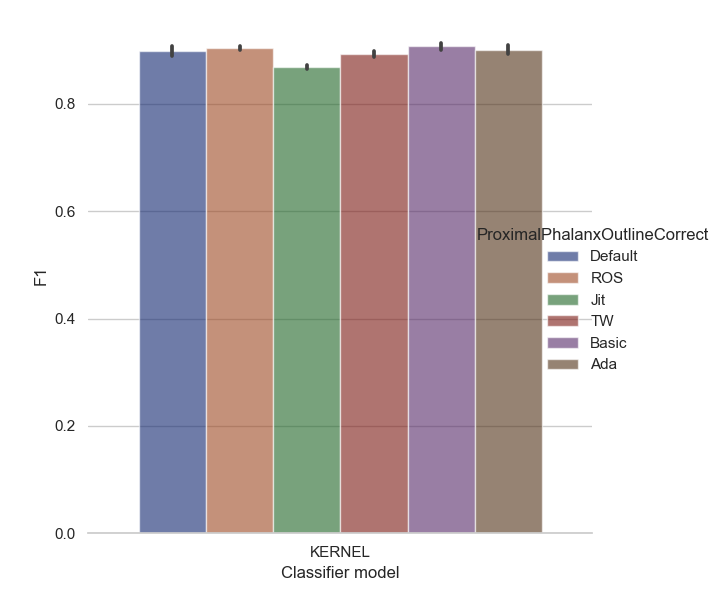 0.8
0.6
0.4
0.2
0.0
F1
KERNEL
Classifier model
ProximalPhalanxOutlineCorrect
Default
ROS
Jit
TW
Basic
Ada